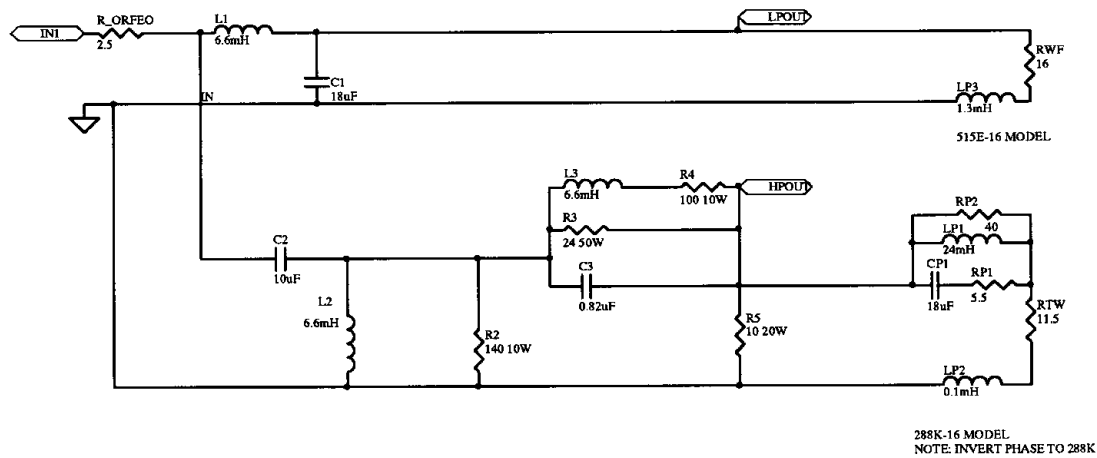 IN1
R_ORFEO
2.5
L1
6.6mH
LPOUT
C1
18uF
IN
RWF
16
LP3
1.3mH
515E-16 MODEL
L3
6.6mH
R4
100 10W
HPOUT
R3
24 50W
C2
10uF
C3
0.82uF
L2
6.6mH
R2
140 10W
R5
10 20W
RP2
40
LP1
24mH
CP1
18uF
RP1
5.5
RTW
11.5
LP2
0.1mH
288K-16 MODEL
NOTE: INVERT PHASE TO 288K